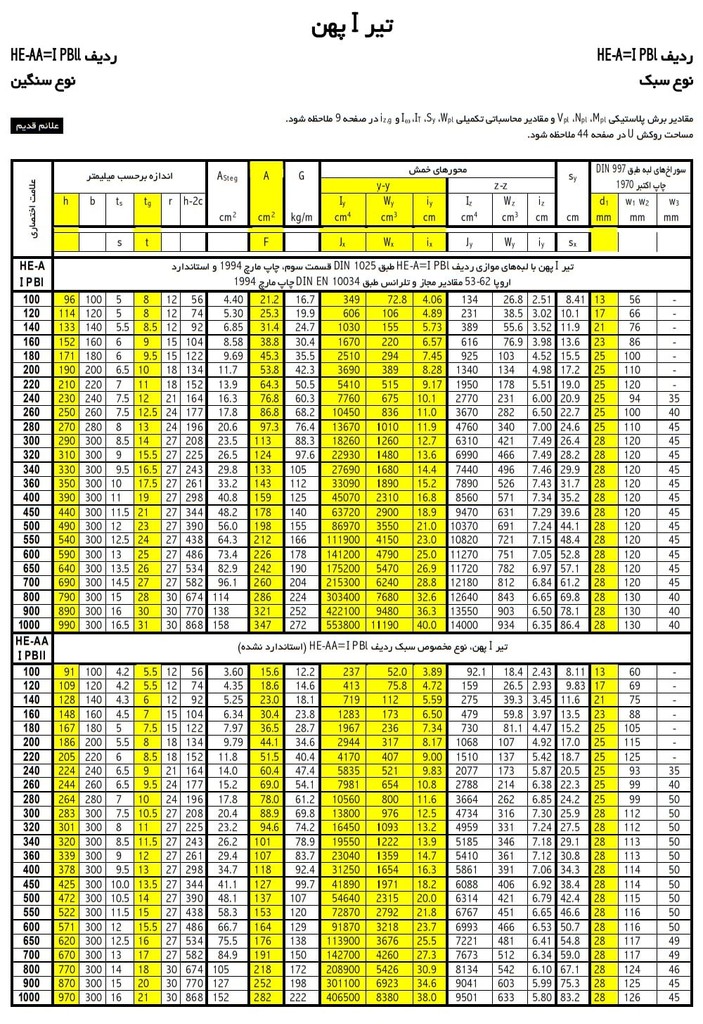 تیر I پهن
ردیف HE-A=I PBl
ردیف HE-AA=I PBll
نوع سبک
نوع سنگین
مقادیر برش پلاستیکی Vpl ،Npl ،Mpl و مقادیر محاسباتی تکمیلی Iω،IT ،Sy ،Wpl و iz,g در صفحه 9 ملاحظه شود.
مساحت روکش U در صفحه 44 ملاحظه شود.
علائم قدیم
علامت اختصاری | اندازه برحسب میلیمتر | ASteg | A | G | محورهای خمش | sy | سوراخ‌های لبه طبق DIN 997 چاپ اکتبر 1970
y-y | z-z
h b ts tg r h-2c Iy Wy iy Iz Wz iz d1 w1 w2 w3
cm2 cm2 kg/m cm4 cm3 cm cm4 cm3 cm cm mm mm mm
s t F Jx Wx ix Jy Wy iy sx
HE-A I PBl
تیر I پهن با لبه‌های موازی ردیف HE-A=I PBl طبق DIN 1025 قسمت سوم، چاپ مارچ 1994 و استاندارد
اروپا 62-53 مقادیر مجاز و تلرانس طبق DIN EN 10034 چاپ مارچ 1994
100 96 100 5 8 12 56 4.40 21.2 16.7 349 72.8 4.06 134 26.8 2.51 8.41 13 56 -
120 114 120 5 8 12 74 5.30 25.3 19.9 606 106 4.89 231 38.5 3.02 10.1 17 66 -
140 133 140 5.5 8.5 12 92 6.85 31.4 24.7 1030 155 5.73 389 55.6 3.52 11.9 21 76 -
160 152 160 6 9 15 104 8.58 38.8 30.4 1670 220 6.57 616 76.9 3.98 13.6 23 86 -
180 171 180 6 9.5 15 122 9.69 45.3 35.5 2510 294 7.45 925 103 4.52 15.5 25 100 -
200 190 200 6.5 10 18 134 11.7 53.8 42.3 3690 389 8.28 1340 134 4.98 17.2 25 110 -
220 210 220 7 11 18 152 13.9 64.3 50.5 5410 515 9.17 1950 178 5.51 19.0 25 120 -
240 230 240 7.5 12 21 164 16.3 76.8 60.3 7760 675 10.1 2770 231 6.00 20.9 25 94 35
260 250 260 7.5 12.5 24 177 17.8 86.8 68.2 10450 836 11.0 3670 282 6.50 22.7 25 100 40
280 270 280 8 13 24 196 20.6 97.3 76.4 13670 1010 11.9 4760 340 7.00 24.6 25 110 45
300 290 300 8.5 14 27 208 23.5 113 88.3 18260 1260 12.7 6310 421 7.49 26.4 28 120 45
320 310 300 9 15.5 27 225 26.5 124 97.6 22930 1480 13.6 6990 466 7.49 28.2 28 120 45
340 330 300 9.5 16.5 27 243 29.8 133 105 27690 1680 14.4 7440 496 7.46 29.9 28 120 45
360 350 300 10 17.5 27 261 33.2 143 112 33090 1890 15.2 7890 526 7.43 31.7 28 120 45
400 390 300 11 19 27 298 40.8 159 125 45070 2310 16.8 8560 571 7.34 35.2 28 120 45
450 440 300 11.5 21 27 344 48.2 178 140 63720 2900 18.9 9470 631 7.29 39.6 28 120 45
500 490 300 12 23 27 390 56.0 198 155 86970 3550 21.0 10370 691 7.24 44.1 28 120 45
550 540 300 12.5 24 27 438 64.3 212 166 111900 4150 23.0 10820 721 7.15 48.4 28 120 45
600 590 300 13 25 27 486 73.4 226 178 141200 4790 25.0 11270 751 7.05 52.8 28 120 45
650 640 300 13.5 26 27 534 82.9 242 190 175200 5470 26.9 11720 782 6.97 57.1 28 120 45
700 690 300 14.5 27 27 582 96.1 260 204 215300 6240 28.8 12180 812 6.84 61.2 28 120 45
800 790 300 15 28 30 674 114 286 224 303400 7680 32.6 12640 843 6.65 69.8 28 130 40
900 890 300 16 30 30 770 138 321 252 422100 9480 36.3 13550 903 6.50 78.1 28 130 40
1000 990 300 16.5 31 30 868 158 347 272 553800 11190 40.0 14000 934 6.35 86.4 28 130 40
HE-AA I PBll
تیر I پهن، نوع مخصوص سبک ردیف HE-AA=I PBl (استاندارد نشده)
100 91 100 4.2 5.5 12 56 3.60 15.6 12.2 237 52.0 3.89 92.1 18.4 2.43 8.11 13 60 -
120 109 120 4.2 5.5 12 74 4.35 18.6 14.6 413 75.8 4.72 159 26.5 2.93 9.83 17 69 -
140 128 140 4.3 6 12 92 5.25 23.0 18.1 719 112 5.59 275 39.3 3.45 11.6 21 75 -
160 148 160 4.5 7 15 104 6.34 30.4 23.8 1283 173 6.50 479 59.8 3.97 13.5 23 88 -
180 167 180 5 7.5 15 122 7.97 36.5 28.7 1967 236 7.34 730 81.1 4.47 15.2 25 105 -
200 186 200 5.5 8 18 134 9.79 44.1 34.6 2944 317 8.17 1068 107 4.92 17.0 25 115 -
220 205 220 6 8.5 18 152 11.8 51.5 40.4 4170 407 9.00 1510 137 5.42 18.7 25 125 -
240 224 240 6.5 9 21 164 14.0 60.4 47.4 5835 521 9.83 2077 173 5.87 20.5 25 93 35
260 244 260 6.5 9.5 24 177 15.2 69.0 54.1 7981 654 10.8 2788 214 6.38 22.3 25 99 40
280 264 280 7 10 24 196 17.8 78.0 61.2 10560 800 11.6 3664 262 6.85 24.2 25 99 50
300 283 300 7.5 10.5 27 208 20.4 88.9 69.8 13800 976 12.5 4734 316 7.30 25.9 28 112 50
320 301 300 8 11 27 225 23.2 94.6 74.2 16450 1093 13.2 4959 331 7.24 27.5 28 112 50
340 320 300 8.5 11.5 27 243 26.2 101 78.9 19550 1222 13.9 5185 346 7.18 29.1 28 113 50
360 339 300 9 12 27 261 29.4 107 83.7 23040 1359 14.7 5410 361 7.12 30.8 28 113 50
400 378 300 9.5 13 27 298 34.7 118 92.4 31250 1654 16.3 5861 391 7.06 34.3 28 114 50
450 425 300 10.0 13.5 27 344 41.1 127 99.7 41890 1971 18.2 6088 406 6.92 38.4 28 114 50
500 472 300 10.5 14 27 390 48.1 137 107 54640 2315 20.0 6314 421 6.79 42.4 28 115 50
550 522 300 11.5 15 27 438 58.3 153 120 72870 2792 21.8 6767 451 6.65 46.6 28 116 50
600 571 300 12 15.5 27 486 66.7 164 129 91870 3218 23.7 6993 466 6.53 50.7 28 116 50
650 620 300 12.5 16 27 534 75.5 176 138 113900 3676 25.5 7221 481 6.41 54.8 28 117 49
700 670 300 13 17 27 582 84.9 191 150 142700 4260 27.3 7673 512 6.34 59.0 28 117 49
800 770 300 14 18 30 674 105 218 172 208900 5426 30.9 8134 542 6.10 67.1 28 124 46
900 870 300 15 20 30 770 127 252 198 301100 6923 34.6 9041 603 5.99 75.3 28 124 45
1000 970 300 16 21 30 868 152 282 222 406500 8380 38.0 9501 633 5.80 83.2 28 126 45